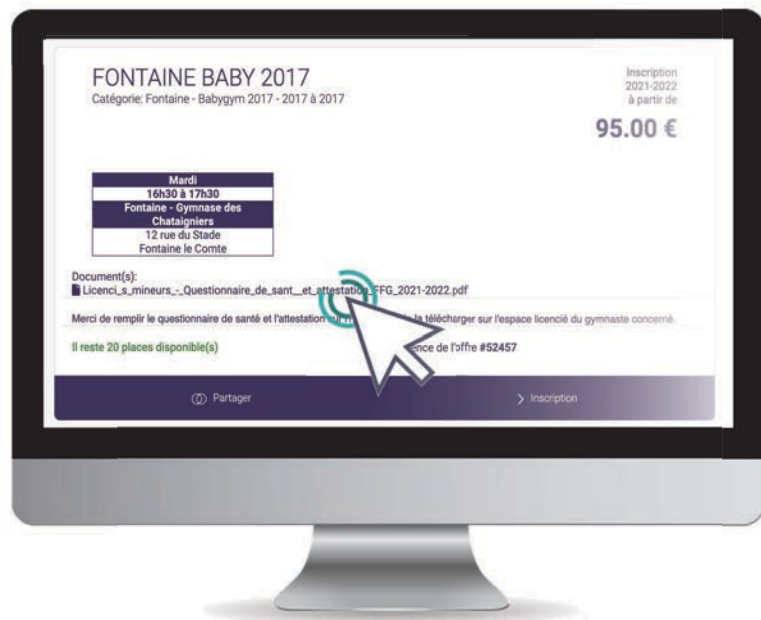 FONTAINE BABY 2017
Catégorie: Fontaine - Babygym 2017 - 2017 à 2017
Inscription
2021-2022
à partir de
95.00 €
Mardi
16h30 à 17h30
Fontaine - Gymnase des
Chataigniers
12 rue du Stade
Fontaine le Comte
Document(s):
Licenci_s_mineurs_-_Questionnaire_de_sant__et_attestation_FFG_2021-2022.pdf
Merci de remplir le questionnaire de santé et l'attestation sur la télécharger sur l'espace licencié du gymnaste concerné.
Il reste 20 places disponible(s)
ence de l'offre #52457
Partager
Inscription